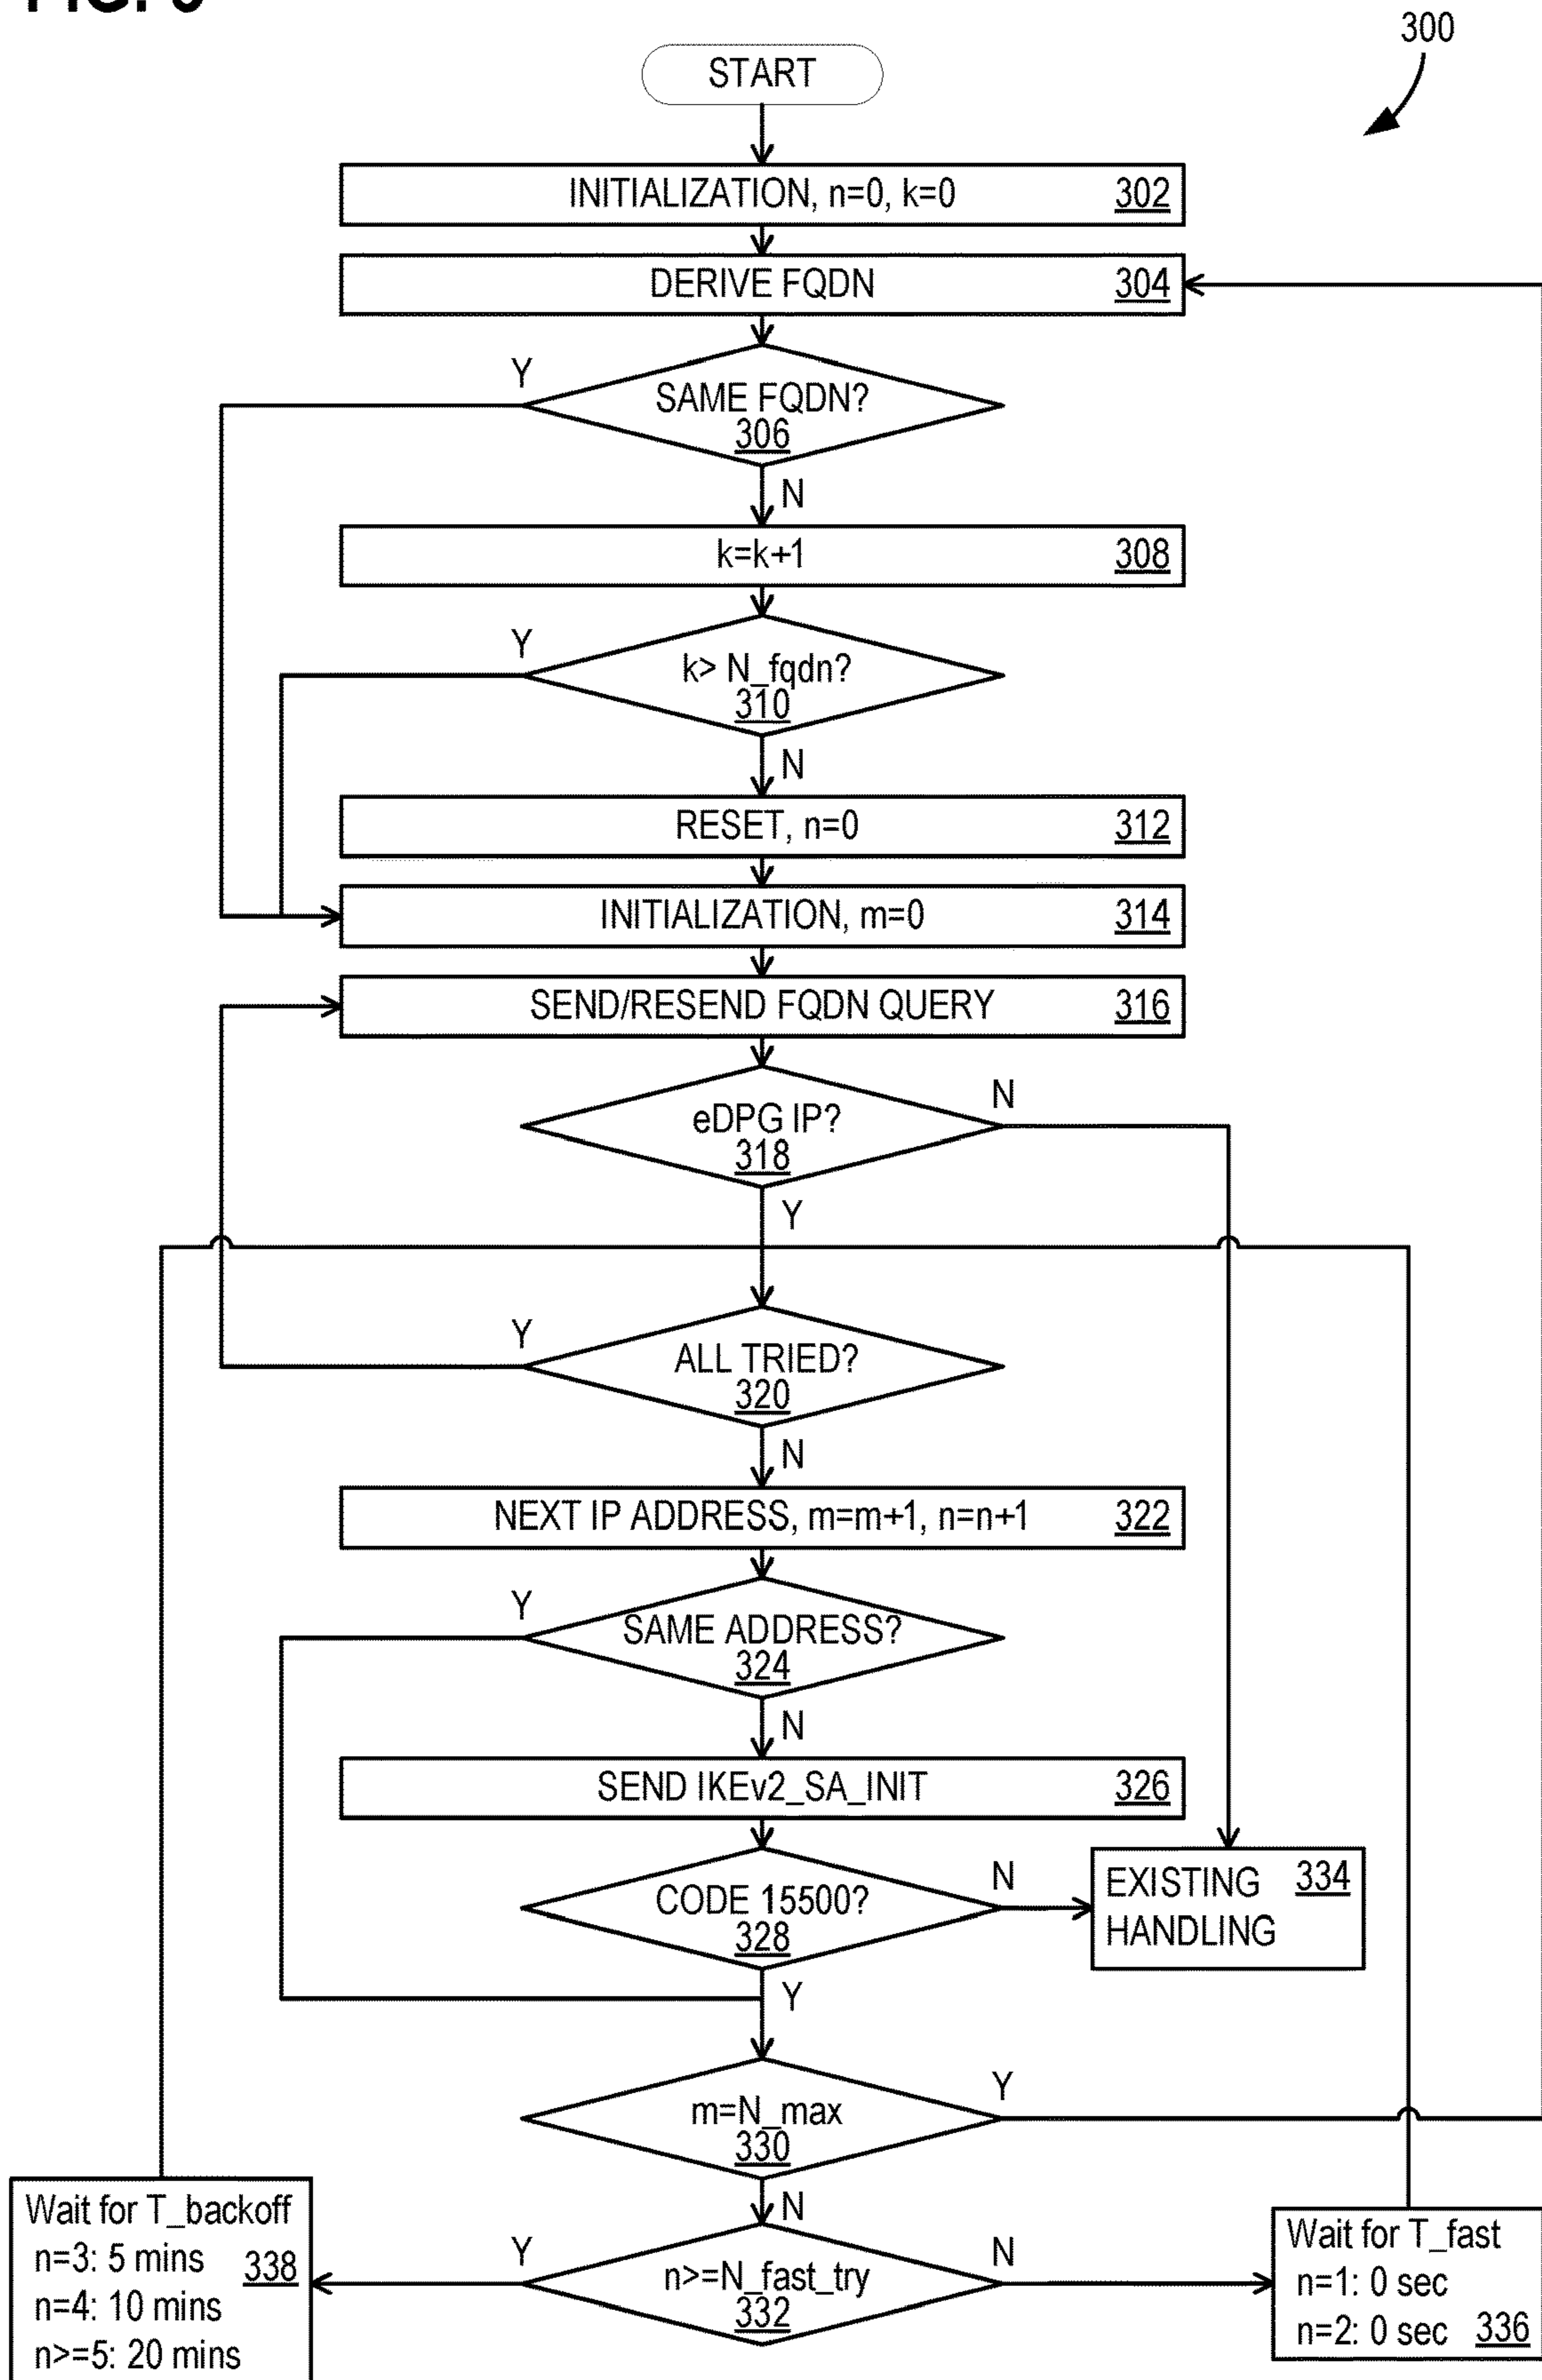 300
START
INITIALIZATION, n=0, k=0 302
DERIVE FQDN 304
Y
SAME FQDN?
306
N
k=k+1 308
Y
k> N_fqdn?
310
N
RESET, n=0 312
INITIALIZATION, m=0 314
SEND/RESEND FQDN QUERY 316
N
eDPG IP?
318
Y
Y
ALL TRIED?
320
N
NEXT IP ADDRESS, m=m+1, n=n+1 322
Y
SAME ADDRESS?
324
N
SEND IKEv2_SA_INIT 326
N
CODE 15500?
328
EXISTING 334
HANDLING
Y
Y
m=N_max
330
N
Wait for T_backoff
n=3: 5 mins 338
n=4: 10 mins
n>=5: 20 mins
Y
n>=N_fast_try
332
N
Wait for T_fast
n=1: 0 sec
n=2: 0 sec 336